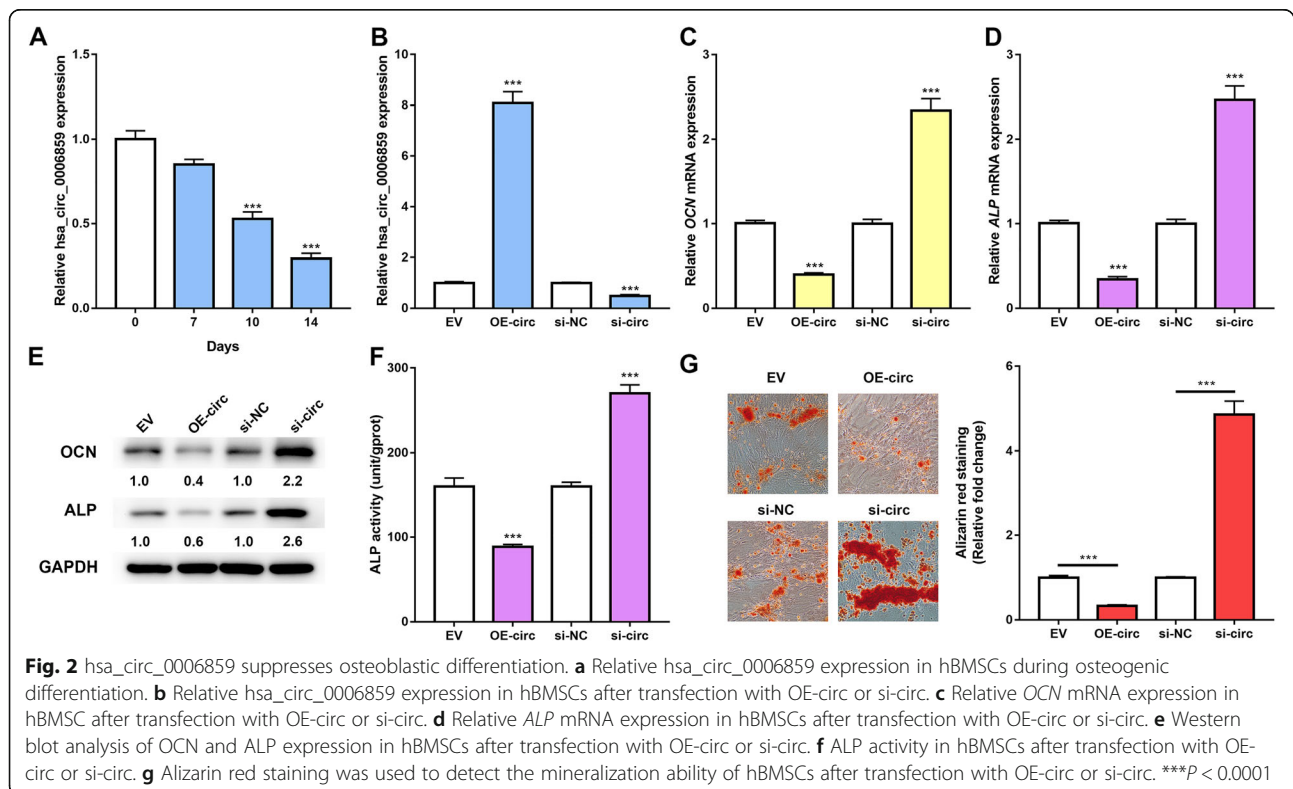 A
Relative hsa_circ_0006859 expression
1.5
1.0
0.5
0.0
***
***
0 7 10 14
Days
B
Relative hsa_circ_0006859 expression
10
8
6
4
2
0
***
***
EV OE-circ si-NC si-circ
C
Relative OCN mRNA expression
3
2
1
0
***
***
EV OE-circ si-NC si-circ
D
Relative ALP mRNA expression
3
2
1
0
***
***
EV OE-circ si-NC si-circ
E
EV OE-circ si-NC si-circ
OCN
1.0 0.4 1.0 2.2
ALP
1.0 0.6 1.0 2.6
GAPDH
F
ALP activity (unit/gprot)
300
200
100
0
***
***
EV OE-circ si-NC si-circ
G
EV OE-circ
si-NC si-circ
Alizarin red staining
(Relative fold change)
6
4
2
0
***
***
EV OE-circ si-NC si-circ
Fig. 2 hsa_circ_0006859 suppresses osteoblastic differentiation. a Relative hsa_circ_0006859 expression in hBMSCs during osteogenic
differentiation. b Relative hsa_circ_0006859 expression in hBMSCs after transfection with OE-circ or si-circ. c Relative OCN mRNA expression in
hBMSC after transfection with OE-circ or si-circ. d Relative ALP mRNA expression in hBMSCs after transfection with OE-circ or si-circ. e Western
blot analysis of OCN and ALP expression in hBMSCs after transfection with OE-circ or si-circ. f ALP activity in hBMSCs after transfection with OE-
circ or si-circ. g Alizarin red staining was used to detect the mineralization ability of hBMSCs after transfection with OE-circ or si-circ. ***P < 0.0001